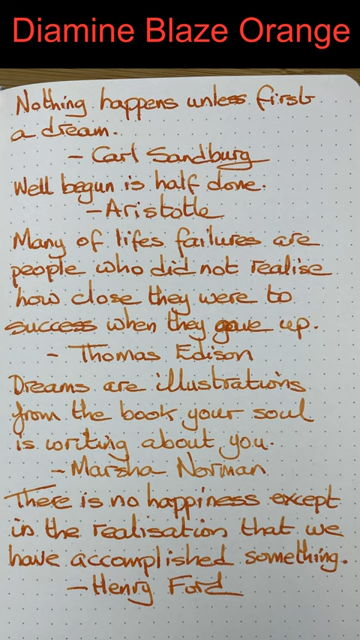 Diamine Blaze Orange
Nothing happens unless first
a dream.
- Carl Sandburg
Well begun is half done.
- Aristotle
Many of lifes failures are
people who did not realise
how close they were to
success when they gave up.
- Thomas Edison
Dreams are illustrations
from the book your soul
is writing about you.
- Marsha Norman
There is no happiness except
in the realisation that we
have accomplished something.
- Henry Ford